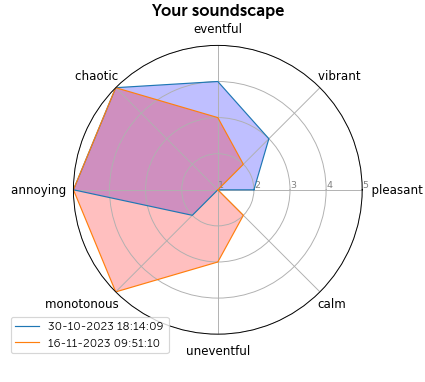 Your soundscape
eventful
chaotic
vibrant
annoying
1 2 3 4 5
pleasant
monotonous
calm
uneventful
30-10-2023 18:14:09
16-11-2023 09:51:10